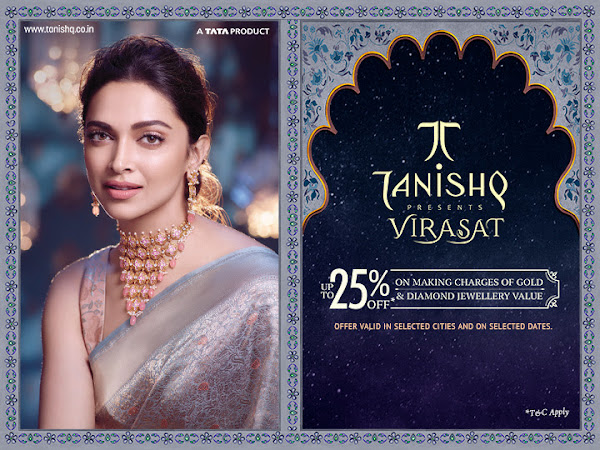 www.tanishq.co.in
A TATA PRODUCT
TANISHQ
PRESENTS
VIRASAT
UP TO 25% OFF* ON MAKING CHARGES OF GOLD
& DIAMOND JEWELLERY VALUE
OFFER VALID IN SELECTED CITIES AND ON SELECTED DATES.
*T&C Apply